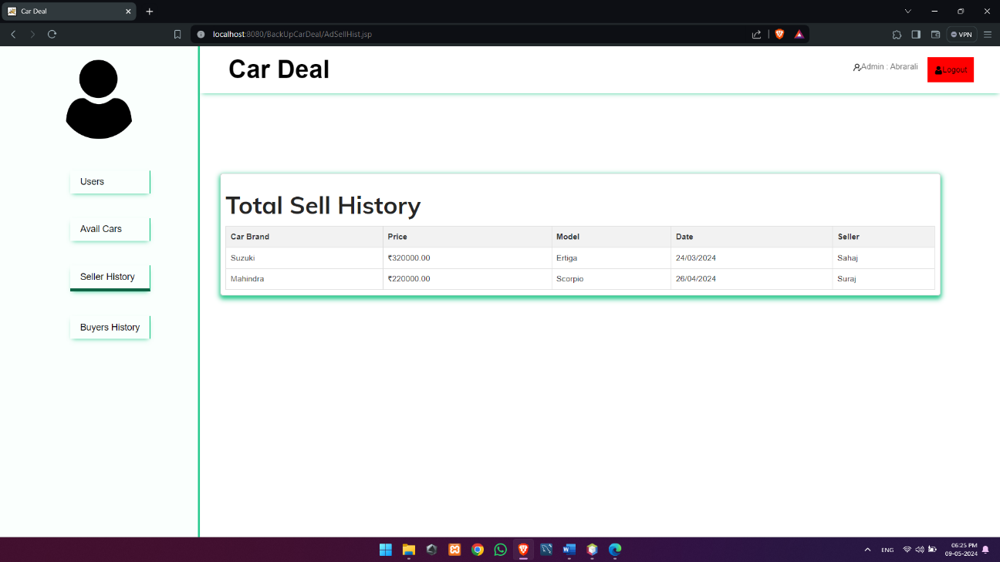 Car Deal
localhost:8080/BackUpCarDeal/AdSellHist.jsp
VPN
Car Deal
Admin : Abrarali
Logout
Users
Avail Cars
Seller History
Buyers History
Total Sell History
Car Brand Price Model Date Seller
Suzuki ₹320000.00 Ertiga 24/03/2024 Sahaj
Mahindra ₹220000.00 Scorpio 26/04/2024 Suraj
ENG
06:25 PM
09-05-2024